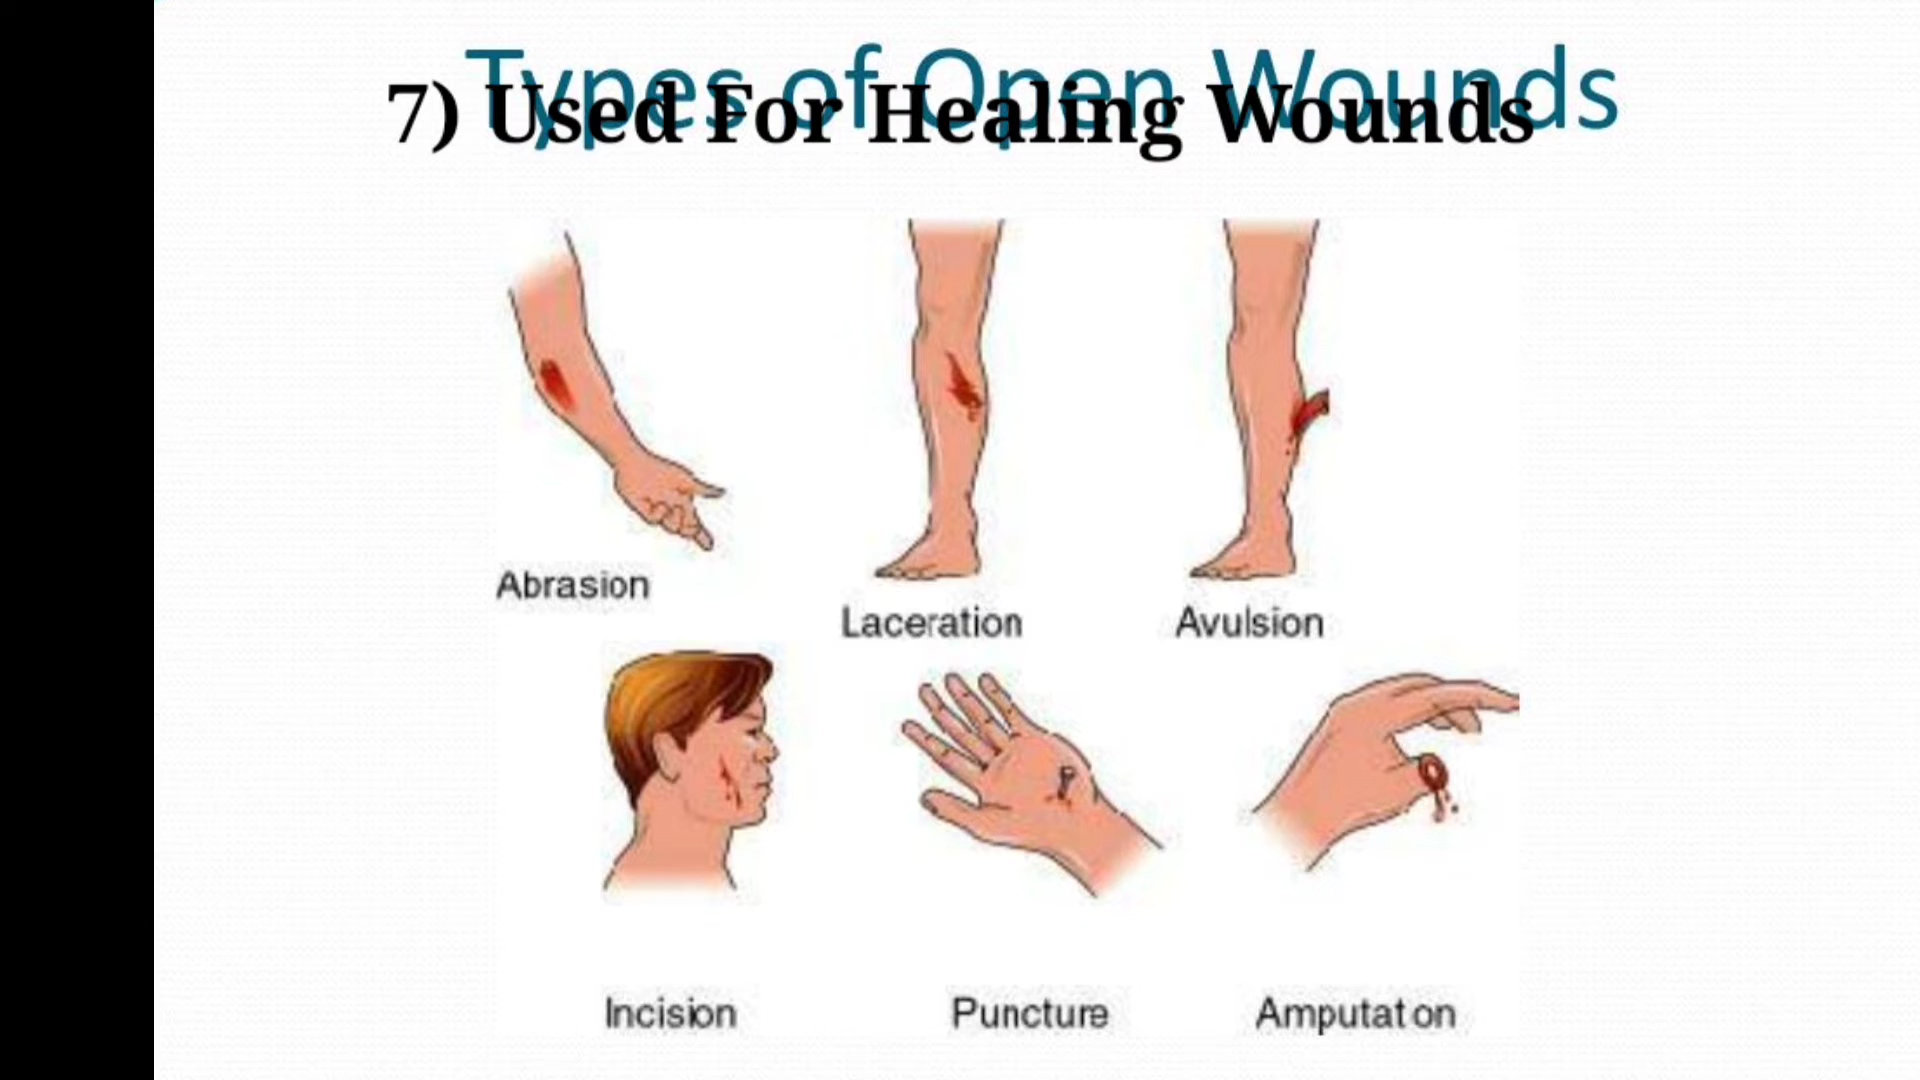 Types of Open Wounds
7) Used For Healing Wounds
Abrasion
Laceration
Avulsion
Incision
Puncture
Amputat on